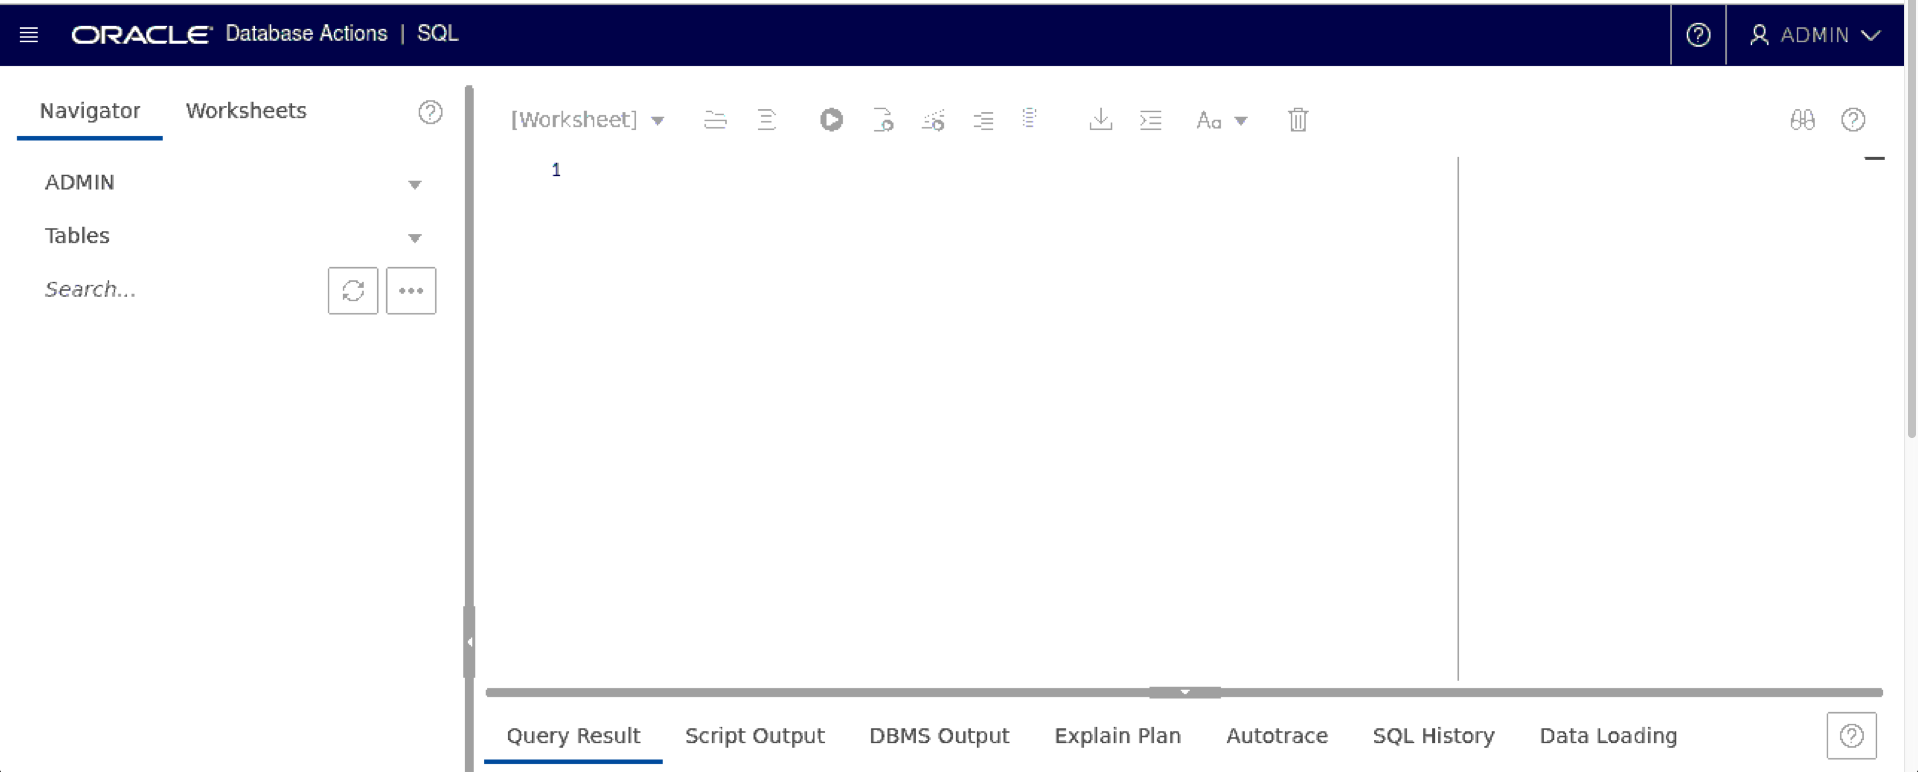 ORACLE Database Actions | SQL
ADMIN
Navigator Worksheets
ADMIN
Tables
Search...
[Worksheet]
Aa
1
Query Result Script Output DBMS Output Explain Plan Autotrace SQL History Data Loading